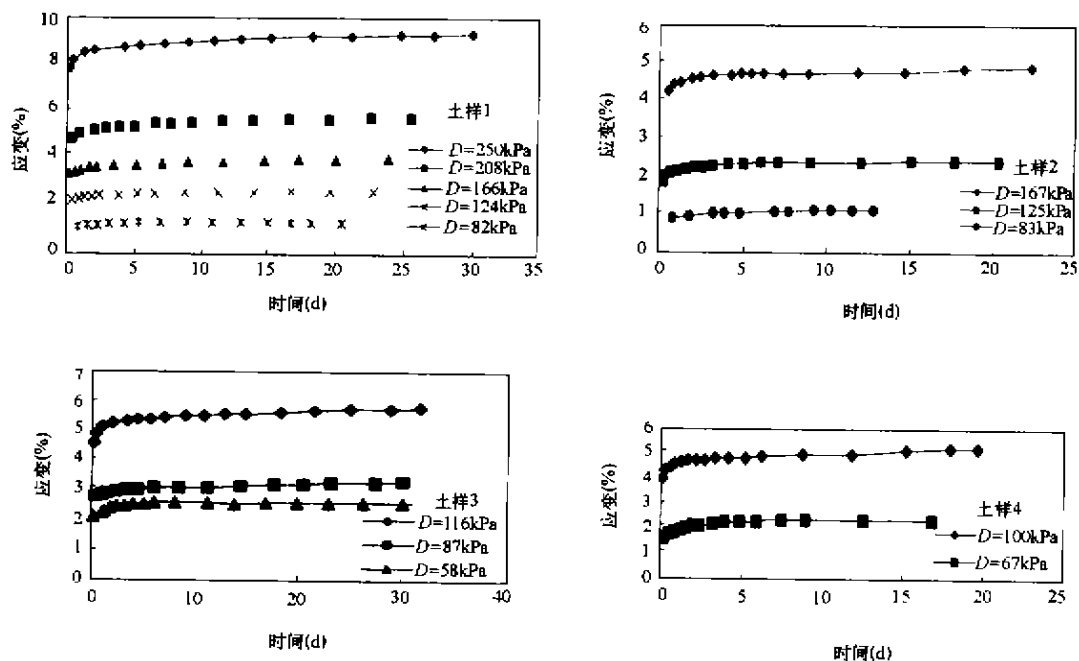 10
8
6
4
2
0
应变(%)
土样1
D=250kPa
D=208kPa
D=166kPa
D=124kPa
D=82kPa
0 5 10 15 20 25 30 35
时间(d)
6
5
4
3
2
1
0
应变(%)
土样2
D=167kPa
D=125kPa
D=83kPa
0 5 10 15 20 25
时间(d)
7
6
5
4
3
2
1
0
应变(%)
土样3
D=116kPa
D=87kPa
D=58kPa
0 10 20 30 40
时间(d)
6
5
4
3
2
1
0
应变(%)
土样4
D=100kPa
D=67kPa
0 5 10 15 20 25
时间(d)